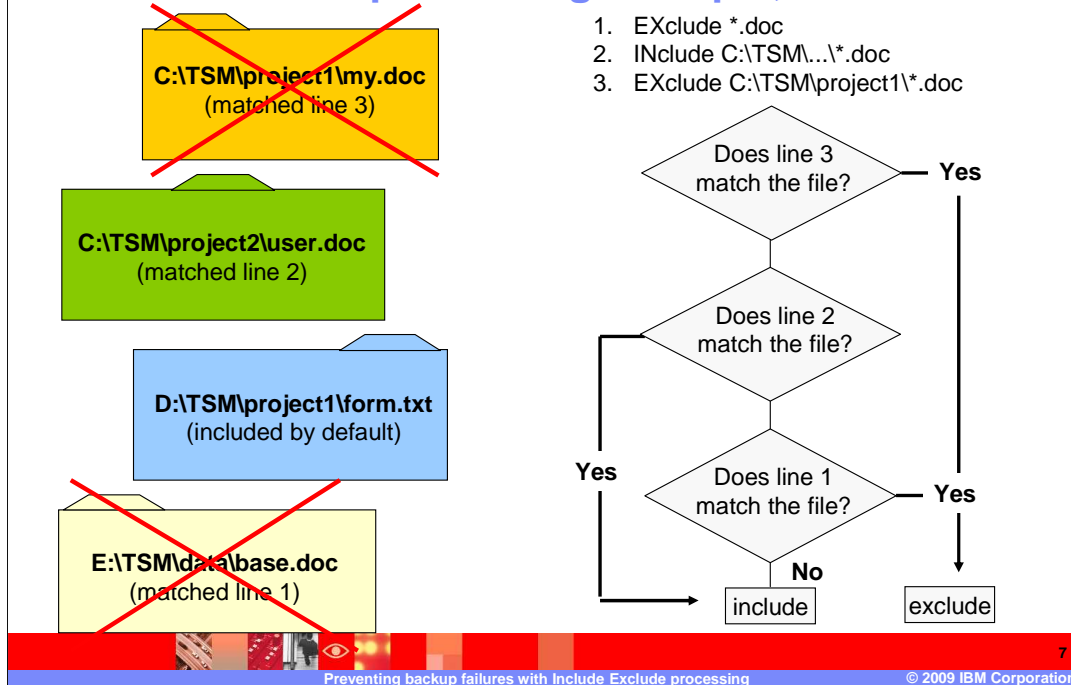 C:\TSM\project1\my.doc
(matched line 3)
C:\TSM\project2\user.doc
(matched line 2)
D:\TSM\project1\form.txt
(included by default)
E:\TSM\data\base.doc
(matched line 1)
1. EXclude *.doc
2. INclude C:\TSM\...\*.doc
3. EXclude C:\TSM\project1\*.doc
Does line 3
match the file?
Yes
Does line 2
match the file?
Yes
Does line 1
match the file?
Yes
No
include
exclude
7
Preventing backup failures with Include Exclude processing
© 2009 IBM Corporation